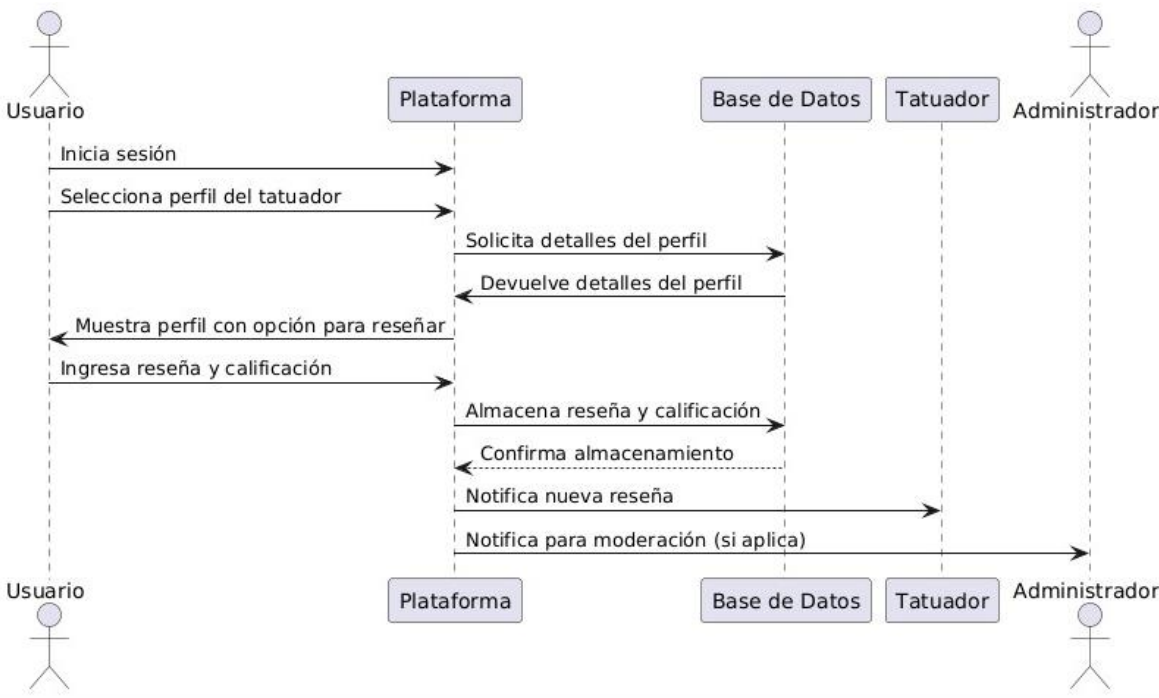 Usuario
Plataforma
Base de Datos
Tatuador
Administrador
Inicia sesión
Selecciona perfil del tatuador
Solicita detalles del perfil
Devuelve detalles del perfil
Muestra perfil con opción para reseñar
Ingresa reseña y calificación
Almacena reseña y calificación
Confirma almacenamiento
Notifica nueva reseña
Notifica para moderación (si aplica)
Usuario
Plataforma
Base de Datos
Tatuador
Administrador